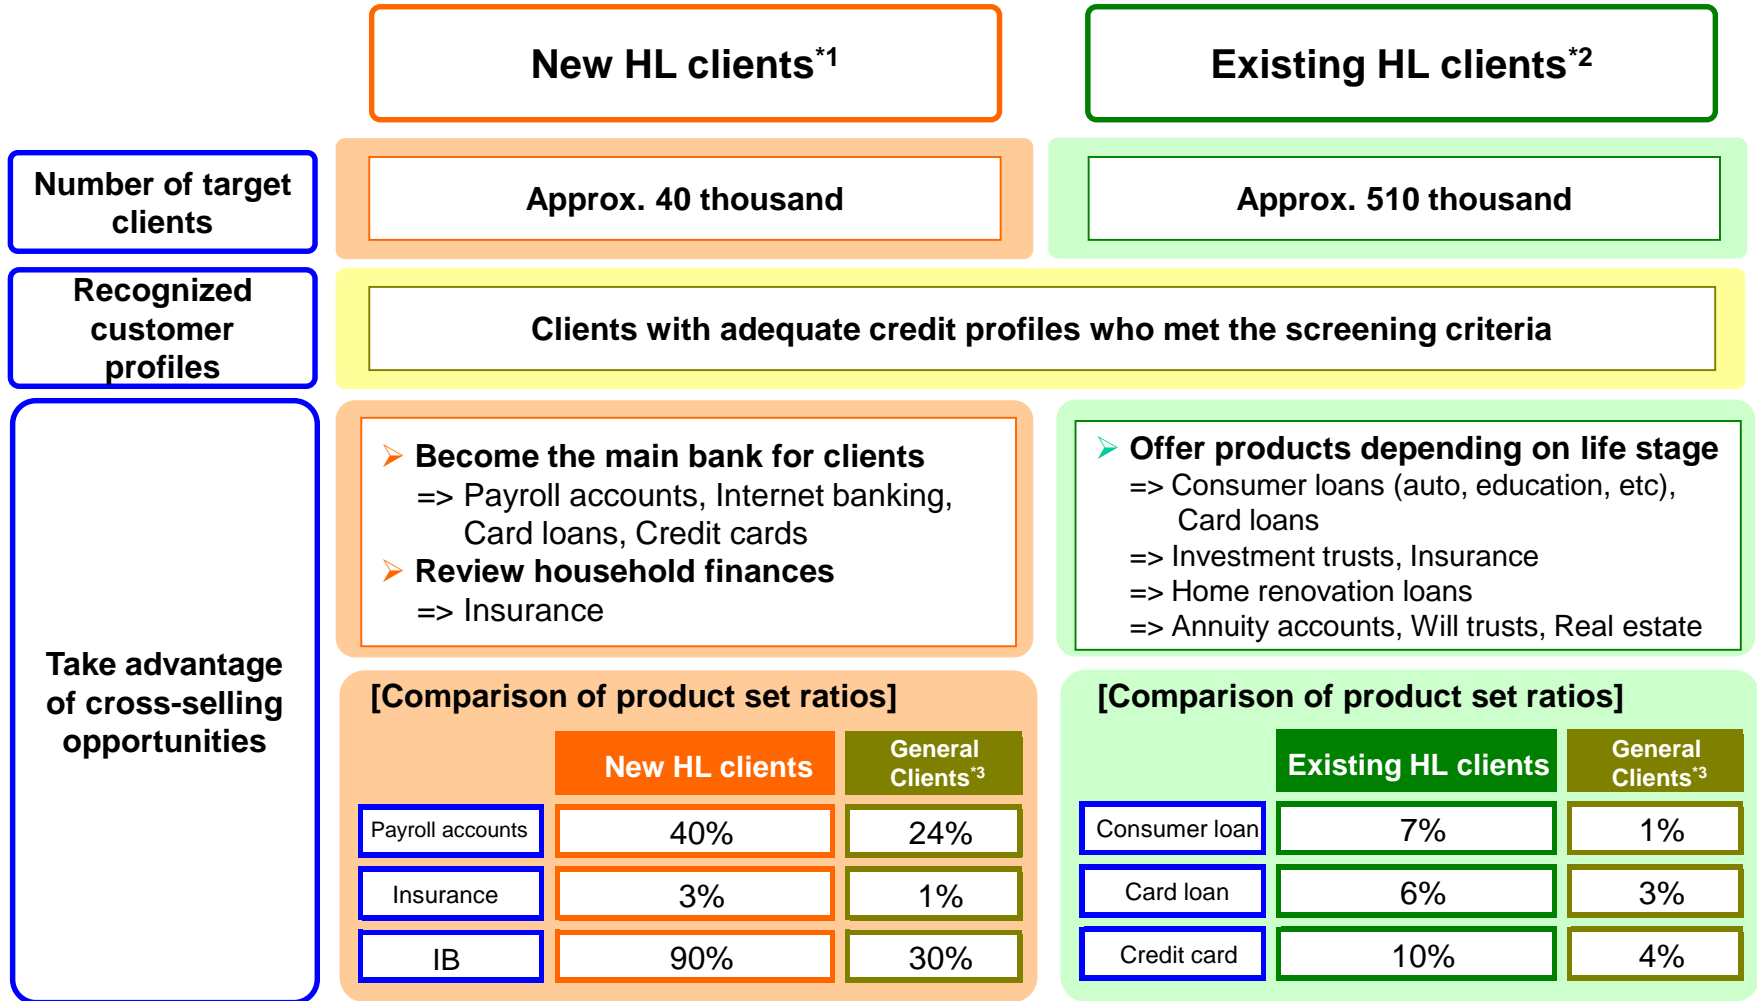 New HL clients*1
Existing HL clients*2
Number of target
clients
Approx. 40 thousand
Approx. 510 thousand
Recognized
customer
profiles
Clients with adequate credit profiles who met the screening criteria
Take advantage
of cross-selling
opportunities
➢ Become the main bank for clients
=> Payroll accounts, Internet banking,
Card loans, Credit cards
➢ Review household finances
=> Insurance
➢ Offer products depending on life stage
=> Consumer loans (auto, education, etc),
Card loans
=> Investment trusts, Insurance
=> Home renovation loans
=> Annuity accounts, Will trusts, Real estate
[Comparison of product set ratios]
New HL clients
General
Clients*3
Payroll accounts 40% 24%
Insurance 3% 1%
IB 90% 30%
[Comparison of product set ratios]
Existing HL clients
General
Clients*3
Consumer loan 7% 1%
Card loan 6% 3%
Credit card 10% 4%